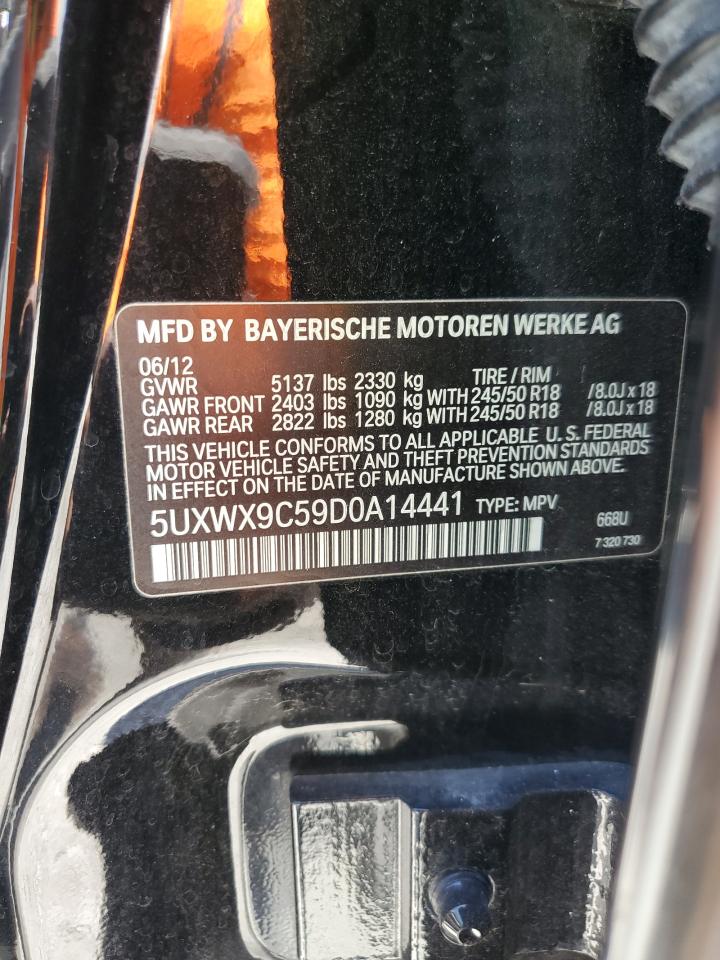 MFD BY BAYERISCHE MOTOREN WERKE AG
06/12
GVWR 5137 lbs 2330 kg TIRE / RIM
GAWR FRONT 2403 lbs 1090 kg WITH 245/50 R18 /8.0J x 18
GAWR REAR 2822 lbs 1280 kg WITH 245/50 R18 /8.0J x 18
THIS VEHICLE CONFORMS TO ALL APPLICABLE U. S. FEDERAL
MOTOR VEHICLE SAFETY AND THEFT PREVENTION STANDARDS
IN EFFECT ON THE DATE OF MANUFACTURE SHOWN ABOVE.
5UXWX9C59D0A14441 TYPE: MPV
668U
7 320 730